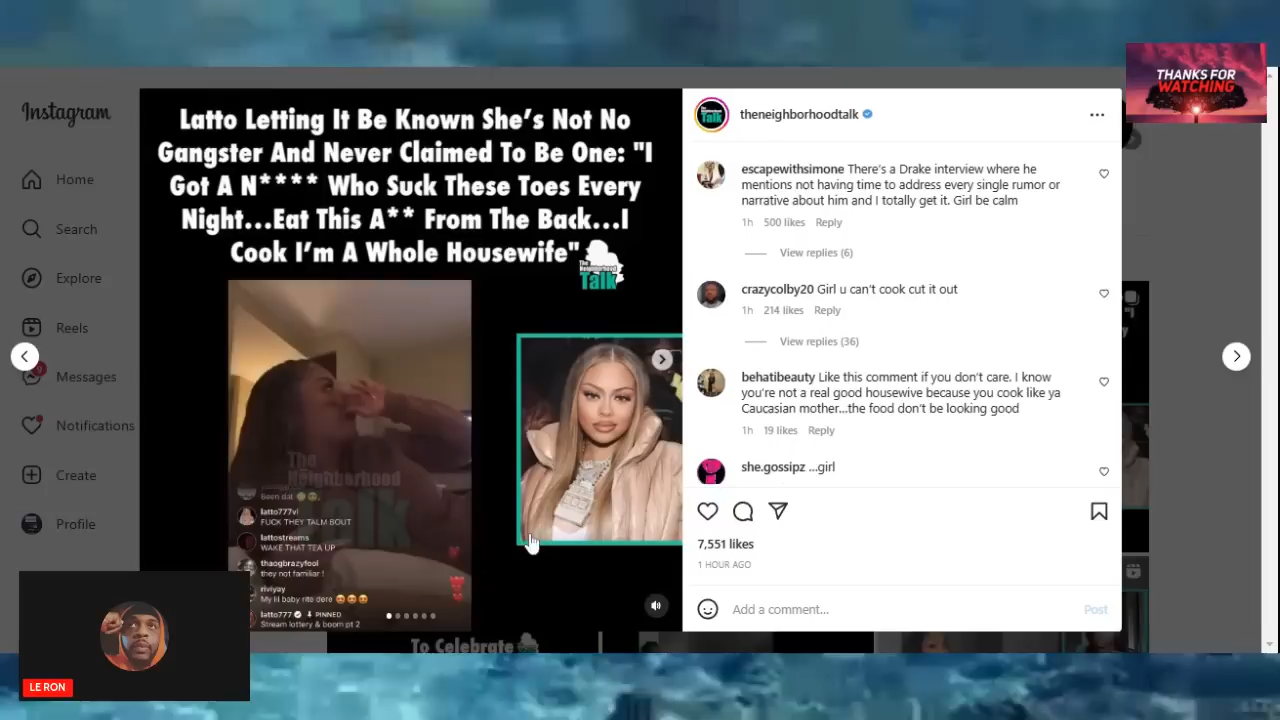 THANKS FOR
WATCHING
Instagram
Home
Search
Explore
Reels
9
Messages
Notifications
Create
Profile
Latto Letting It Be Known She's Not No
Gangster And Never Claimed To Be One: "I
Got A N**** Who Suck These Toes Every
Night...Eat This A** From The Back...I
Cook I'm A Whole Housewife"
The
Neighborhood
Talk
The
Neighborhood
Talk
Been dat
latto777vl
FUCK THEY TALM BOUT
lattostreams
WAKE THAT TEA UP
thaogbrazyfool
they not familiar !
riviyay
My lil baby rite dere 😍😍😍
latto777 PINNED
Stream lottery & boom pt 2
theneighborhoodtalk
escapewithsimone There's a Drake interview where he
mentions not having time to address every single rumor or
narrative about him and I totally get it. Girl be calm
1h 500 likes Reply
View replies (6)
crazycolby20 Girl u can't cook cut it out
1h 214 likes Reply
View replies (36)
behatibeauty Like this comment if you don't care. I know
you're not a real good housewive because you cook like ya
Caucasian mother...the food don't be looking good
1h 19 likes Reply
she.gossipz ...girl
7,551 likes
1 HOUR AGO
Add a comment...
Post
To Celebrate
LE RON